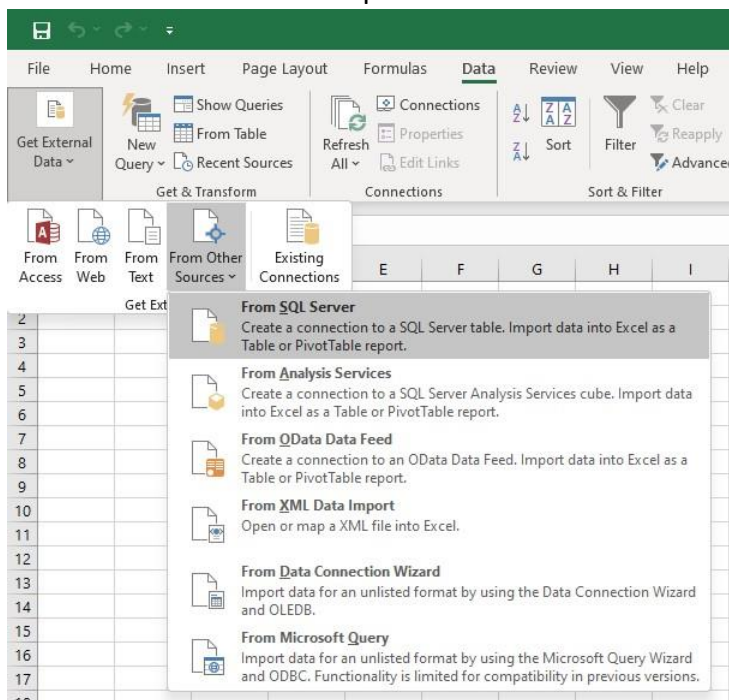 File Home Insert Page Layout Formulas Data Review View Help
Get External Data
New Query
Show Queries
From Table
Recent Sources
Get & Transform
Refresh All
Connections
Properties
Edit Links
Connections
A Z
Z A
Z A
A Z
Sort
Filter
Clear
Reapply
Advance
Sort & Filter
From Access
From Web
From Text
From Other Sources
Existing Connections
Get Ext
E F G H I
From SQL Server
Create a connection to a SQL Server table. Import data into Excel as a
Table or PivotTable report.
From Analysis Services
Create a connection to a SQL Server Analysis Services cube. Import data
into Excel as a Table or PivotTable report.
From OData Data Feed
Create a connection to an OData Data Feed. Import data into Excel as a
Table or PivotTable report.
From XML Data Import
Open or map a XML file into Excel.
From Data Connection Wizard
Import data for an unlisted format by using the Data Connection Wizard
and OLEDB.
From Microsoft Query
Import data for an unlisted format by using the Microsoft Query Wizard
and ODBC. Functionality is limited for compatibility in previous versions.
2
3
4
5
6
7
8
9
10
11
12
13
14
15
16
17